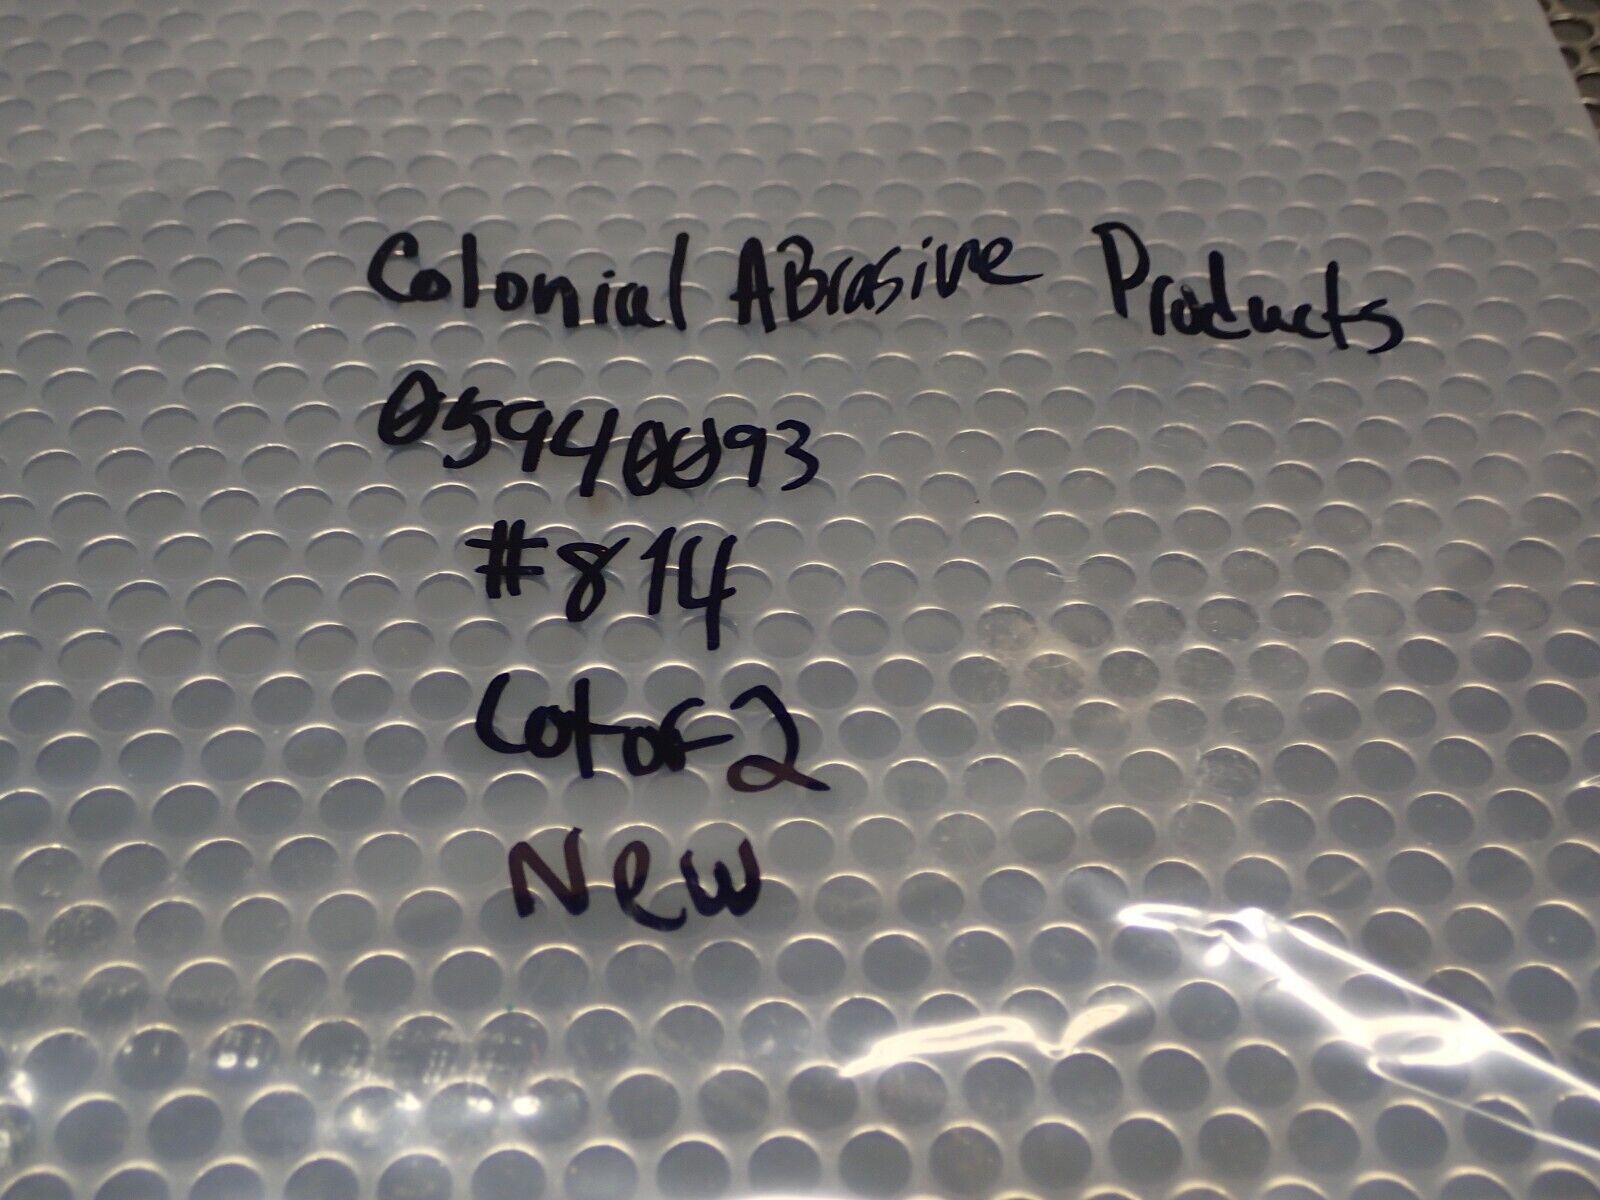 Colonial ABrasive Products
05940093
#814
Lot of 2
New